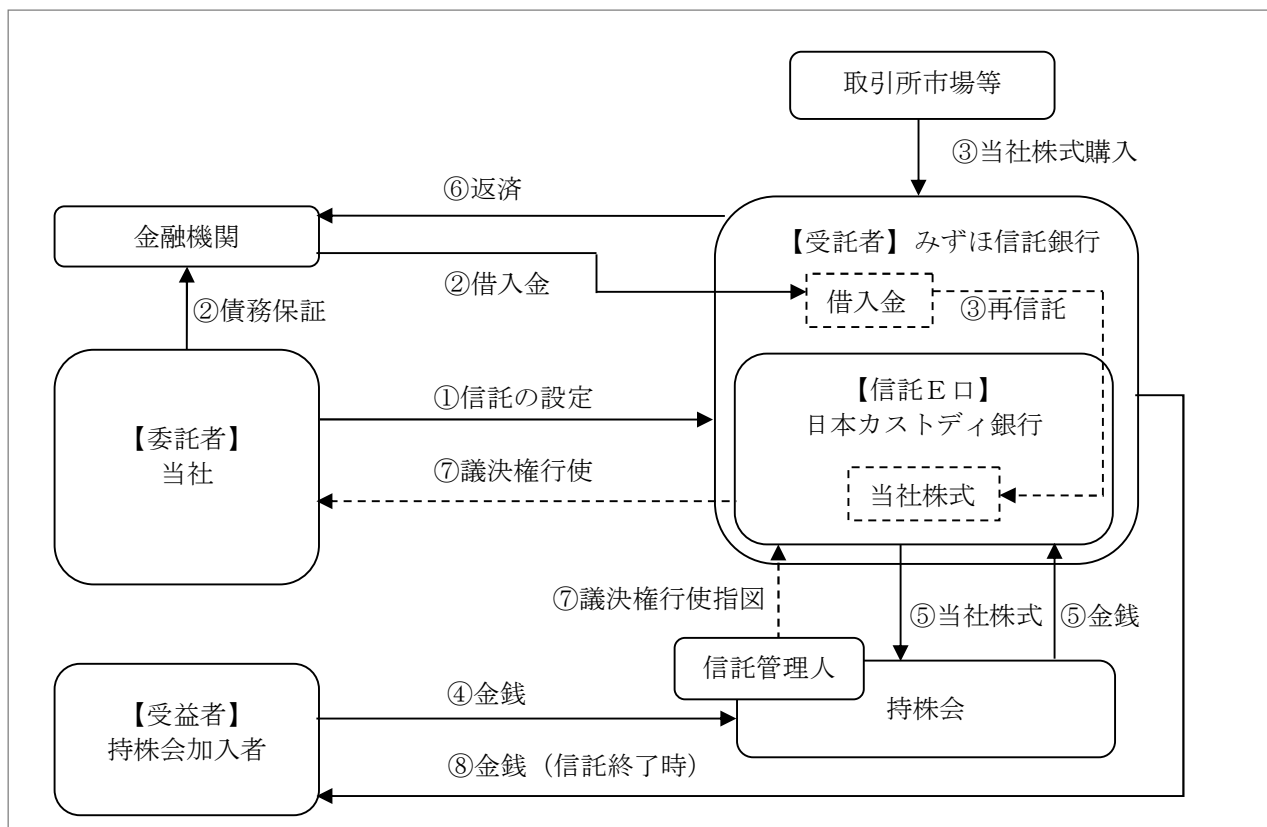 取引所市場等
③当社株式購入
⑥返済
金融機関
【受託者】みずほ信託銀行
②借入金
借入金
③再信託
②債務保証
【信託Ｅ口】
日本カストディ銀行
①信託の設定
【委託者】
当社
⑦議決権行使
当社株式
⑦議決権行使指図
⑤当社株式
⑤金銭
信託管理人
持株会
④金銭
【受益者】
持株会加入者
⑧金銭（信託終了時）